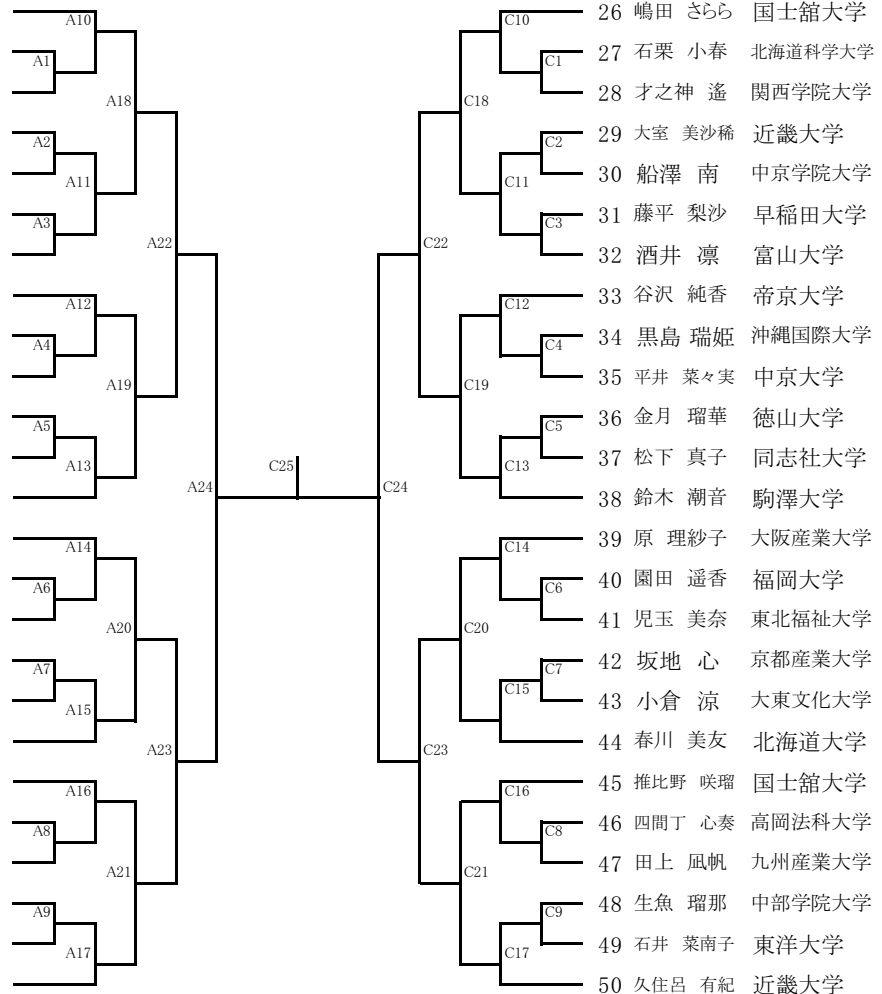 A10
A1
A18
A2
A11
A3
A22
A12
A4
A19
A5
A13
A24
A14
A6
A20
A7
A15
A23
A16
A8
A21
A9
A17
C25
C24
C22
C23
C18
C19
C20
C21
C10
C1
C2
C11
C3
C12
C4
C5
C13
C14
C6
C7
C15
C16
C8
C9
C17
26 嶋田 さらら 国士舘大学
27 石栗 小春 北海道科学大学
28 才之神 遙 関西学院大学
29 大室 美沙稀 近畿大学
30 船澤 南 中京学院大学
31 藤平 梨沙 早稲田大学
32 酒井 凛 富山大学
33 谷沢 純香 帝京大学
34 黒島 瑞姫 沖縄国際大学
35 平井 菜々実 中京大学
36 金月 瑠華 徳山大学
37 松下 真子 同志社大学
38 鈴木 潮音 駒澤大学
39 原 理紗子 大阪産業大学
40 園田 遥香 福岡大学
41 児玉 美奈 東北福祉大学
42 坂地 心 京都産業大学
43 小倉 涼 大東文化大学
44 春川 美友 北海道大学
45 推比野 咲瑠 国士舘大学
46 四間丁 心奏 高岡法科大学
47 田上 凪帆 九州産業大学
48 生魚 瑠那 中部学院大学
49 石井 菜南子 東洋大学
50 久住呂 有紀 近畿大学